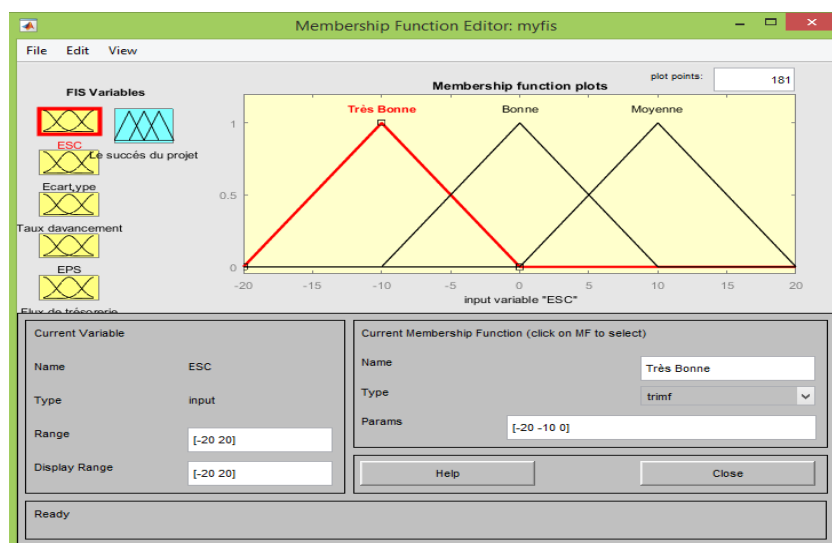 Membership Function Editor: myfis
File Edit View
FIS Variables
ESC
Le succés du projet
Ecart,ype
Taux davancement
EPS
Flux de trésorerie
plot points: 181
Membership function plots
Très Bonne Bonne Moyenne
1
0.5
0
-20 -15 -10 -5 0 5 10 15 20
input variable "ESC"
Current Variable
Name ESC
Type input
Range [-20 20]
Display Range [-20 20]
Current Membership Function (click on MF to select)
Name Très Bonne
Type trimf
Params [-20 -10 0]
Help Close
Ready